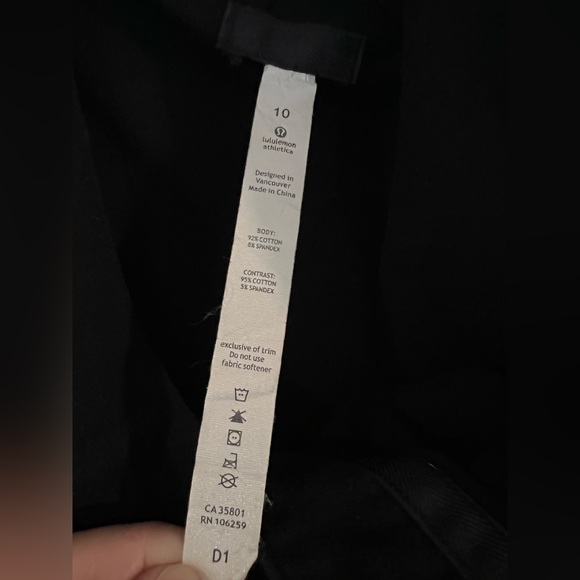 10
lululemon
athletica
Designed in
Vancouver
Made in China
BODY:
92% COTTON
8% SPANDEX
CONTRAST:
95% COTTON
5% SPANDEX
exclusive of trim
Do not use
fabric softener
CA 35801
RN 106259
D1